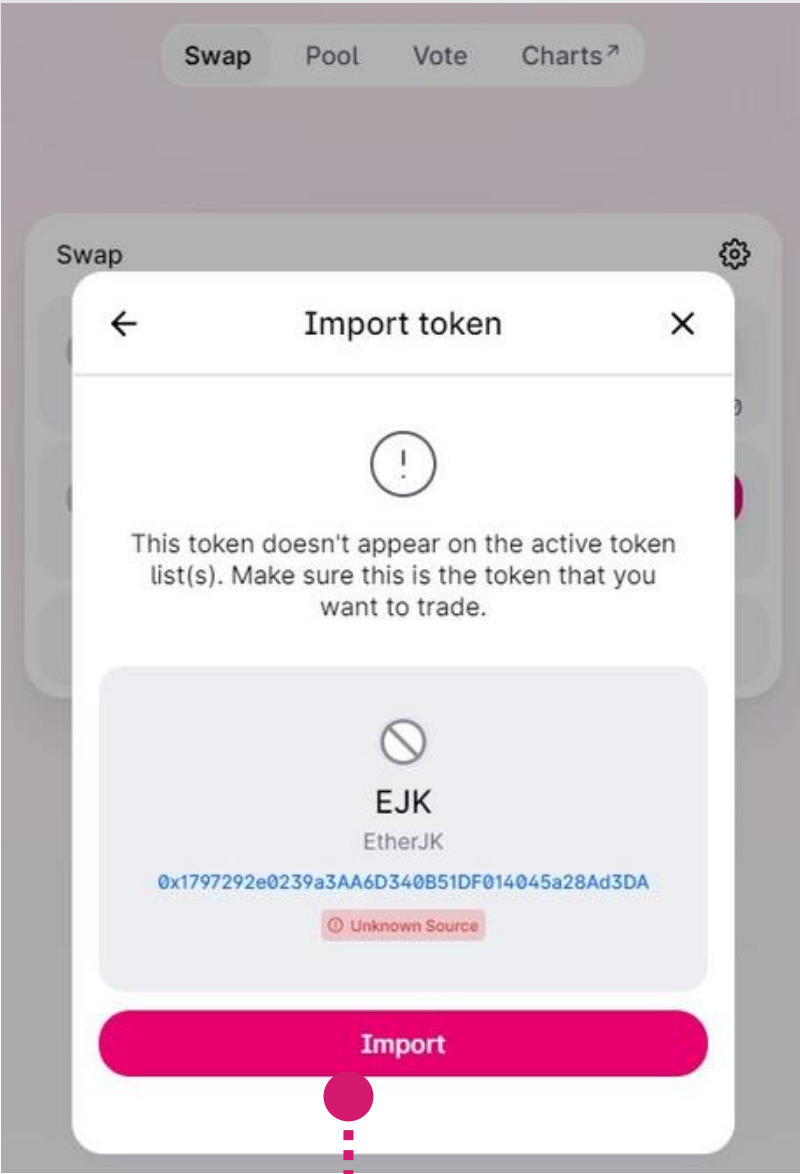 Swap Pool Vote Charts↗
Swap
Import token
This token doesn't appear on the active token
list(s). Make sure this is the token that you
want to trade.
EJK
EtherJK
0x1797292e0239a3AA6D340B51DF014045a28Ad3DA
Unknown Source
Import